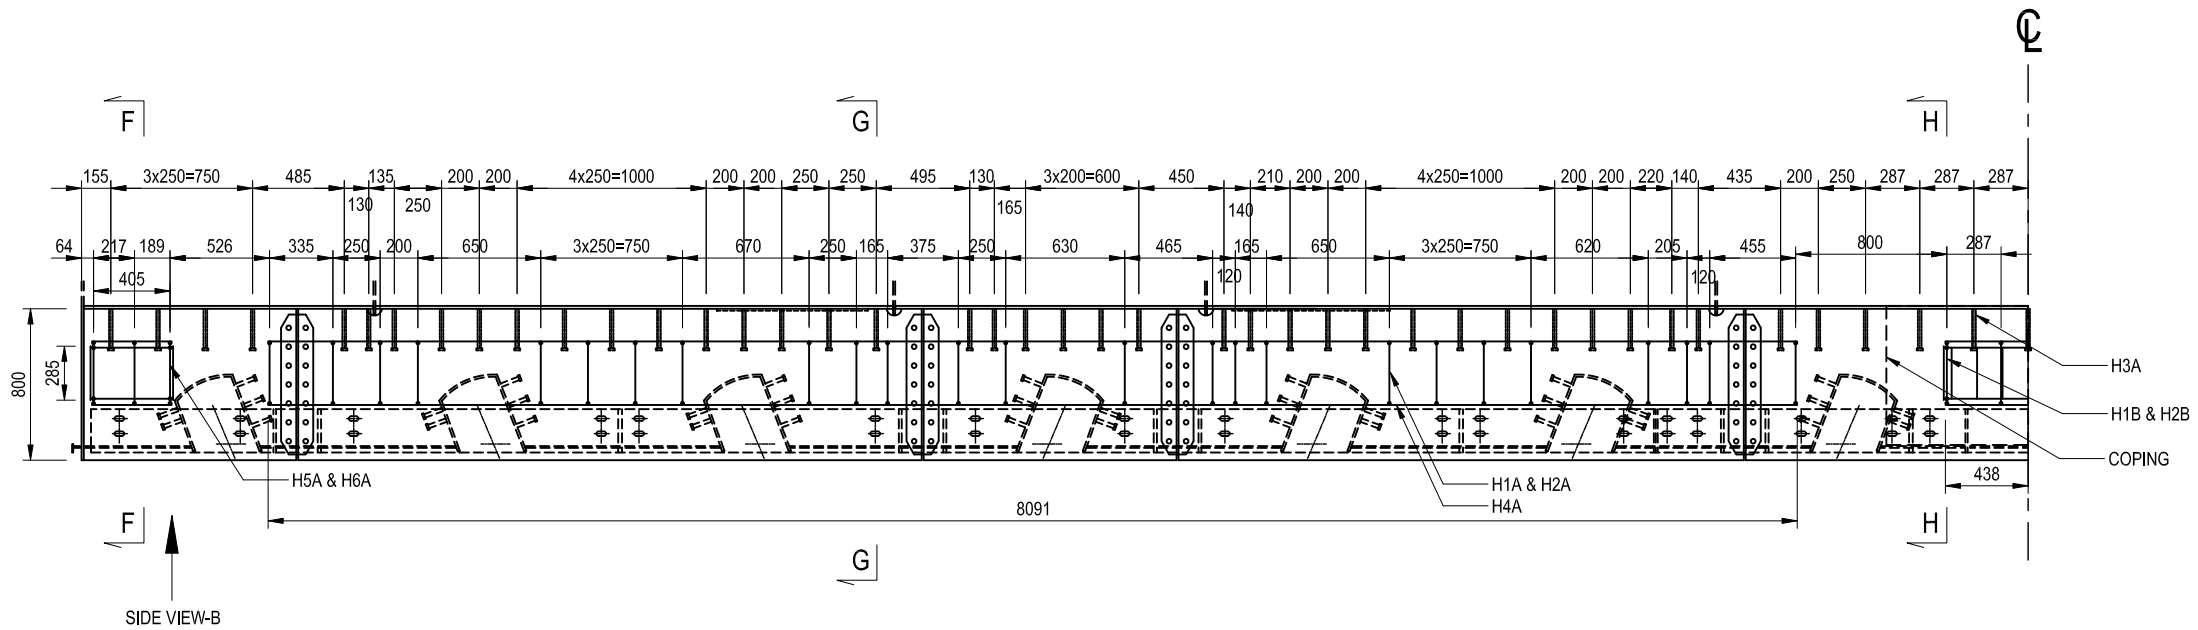 ℄
F G H
155 3x250=750 485 135 200 200 4x250=1000 200 200 250 250 495 130 3x200=600 450 210 200 200 4x250=1000 200 200 220 140 435 200 250 287 287 287
130 250 165 140
64 217 189 526 335 250 200 650 3x250=750 670 250 165 375 250 630 465 165 650 3x250=750 620 205 455 800 287
405 120 120
800
285
H3A
H1B & H2B
COPING
H5A & H6A
H1A & H2A
H4A
438
8091
F G H
SIDE VIEW-B